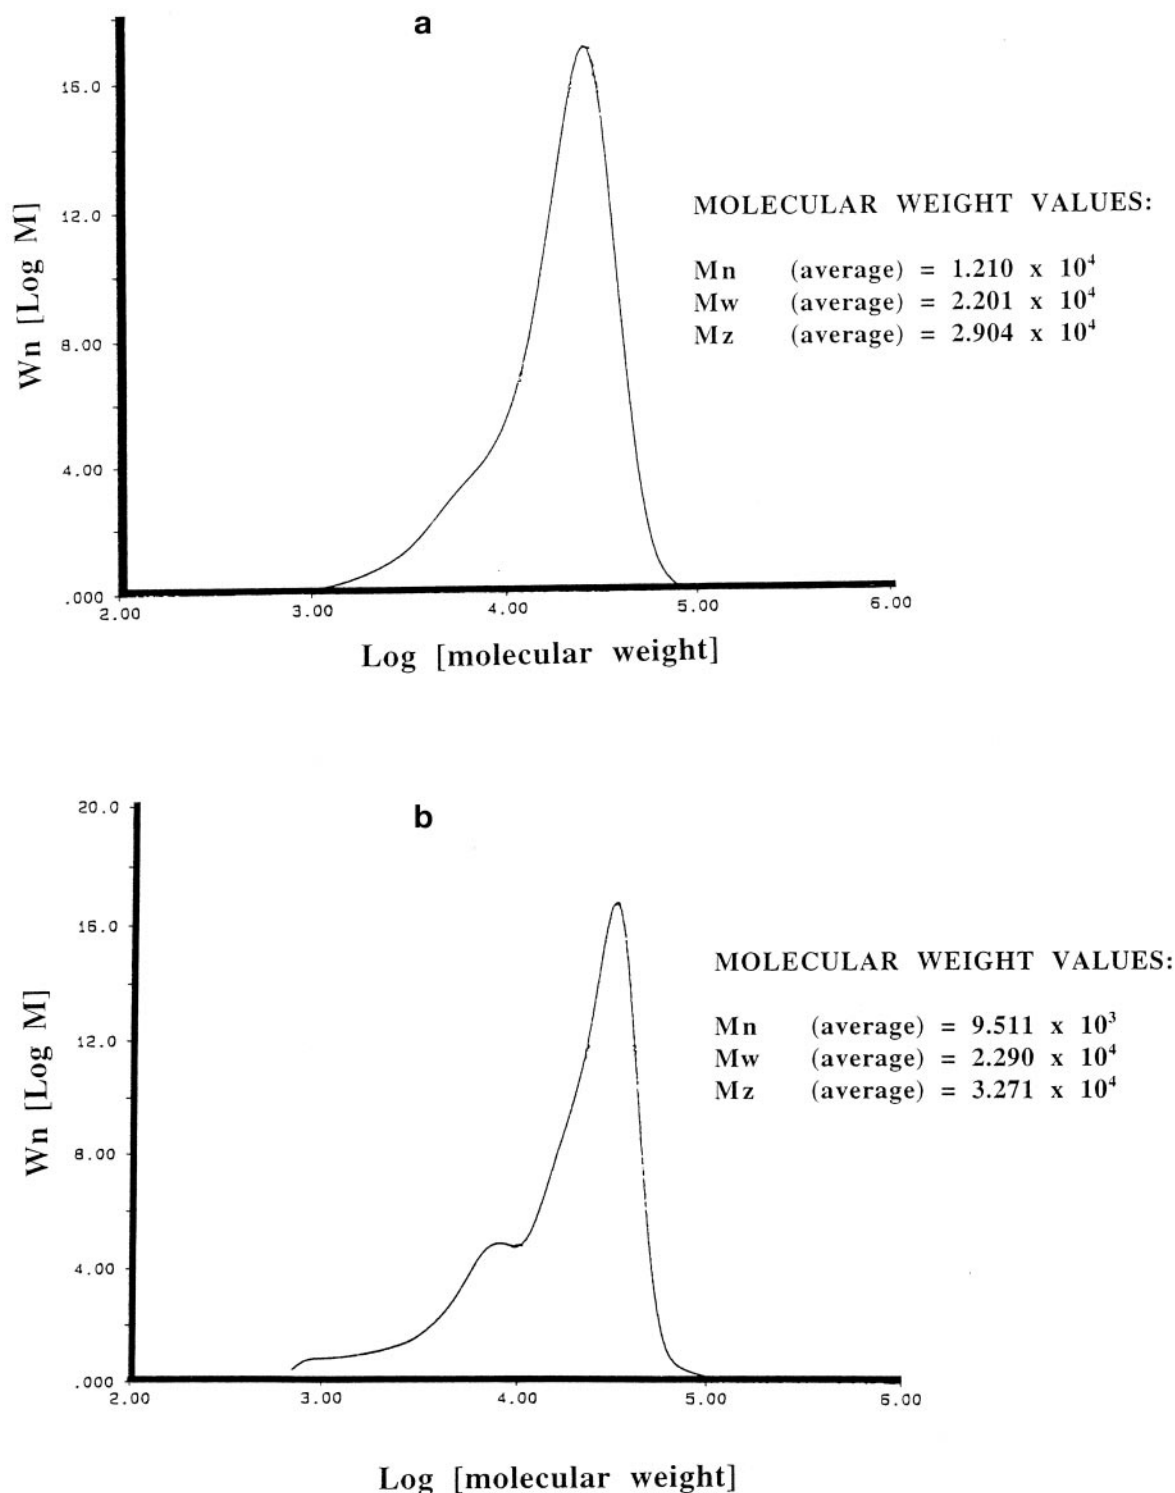 a
16.0
12.0
8.00
4.00
.000
2.00 3.00 4.00 5.00 6.00
Wn [Log M]
Log [molecular weight]
MOLECULAR WEIGHT VALUES:
Mn (average) = 1.210 x 10⁴
Mw (average) = 2.201 x 10⁴
Mz (average) = 2.904 x 10⁴
b
20.0
16.0
12.0
8.00
4.00
.000
2.00 3.00 4.00 5.00 6.00
Wn [Log M]
Log [molecular weight]
MOLECULAR WEIGHT VALUES:
Mn (average) = 9.511 x 10³
Mw (average) = 2.290 x 10⁴
Mz (average) = 3.271 x 10⁴